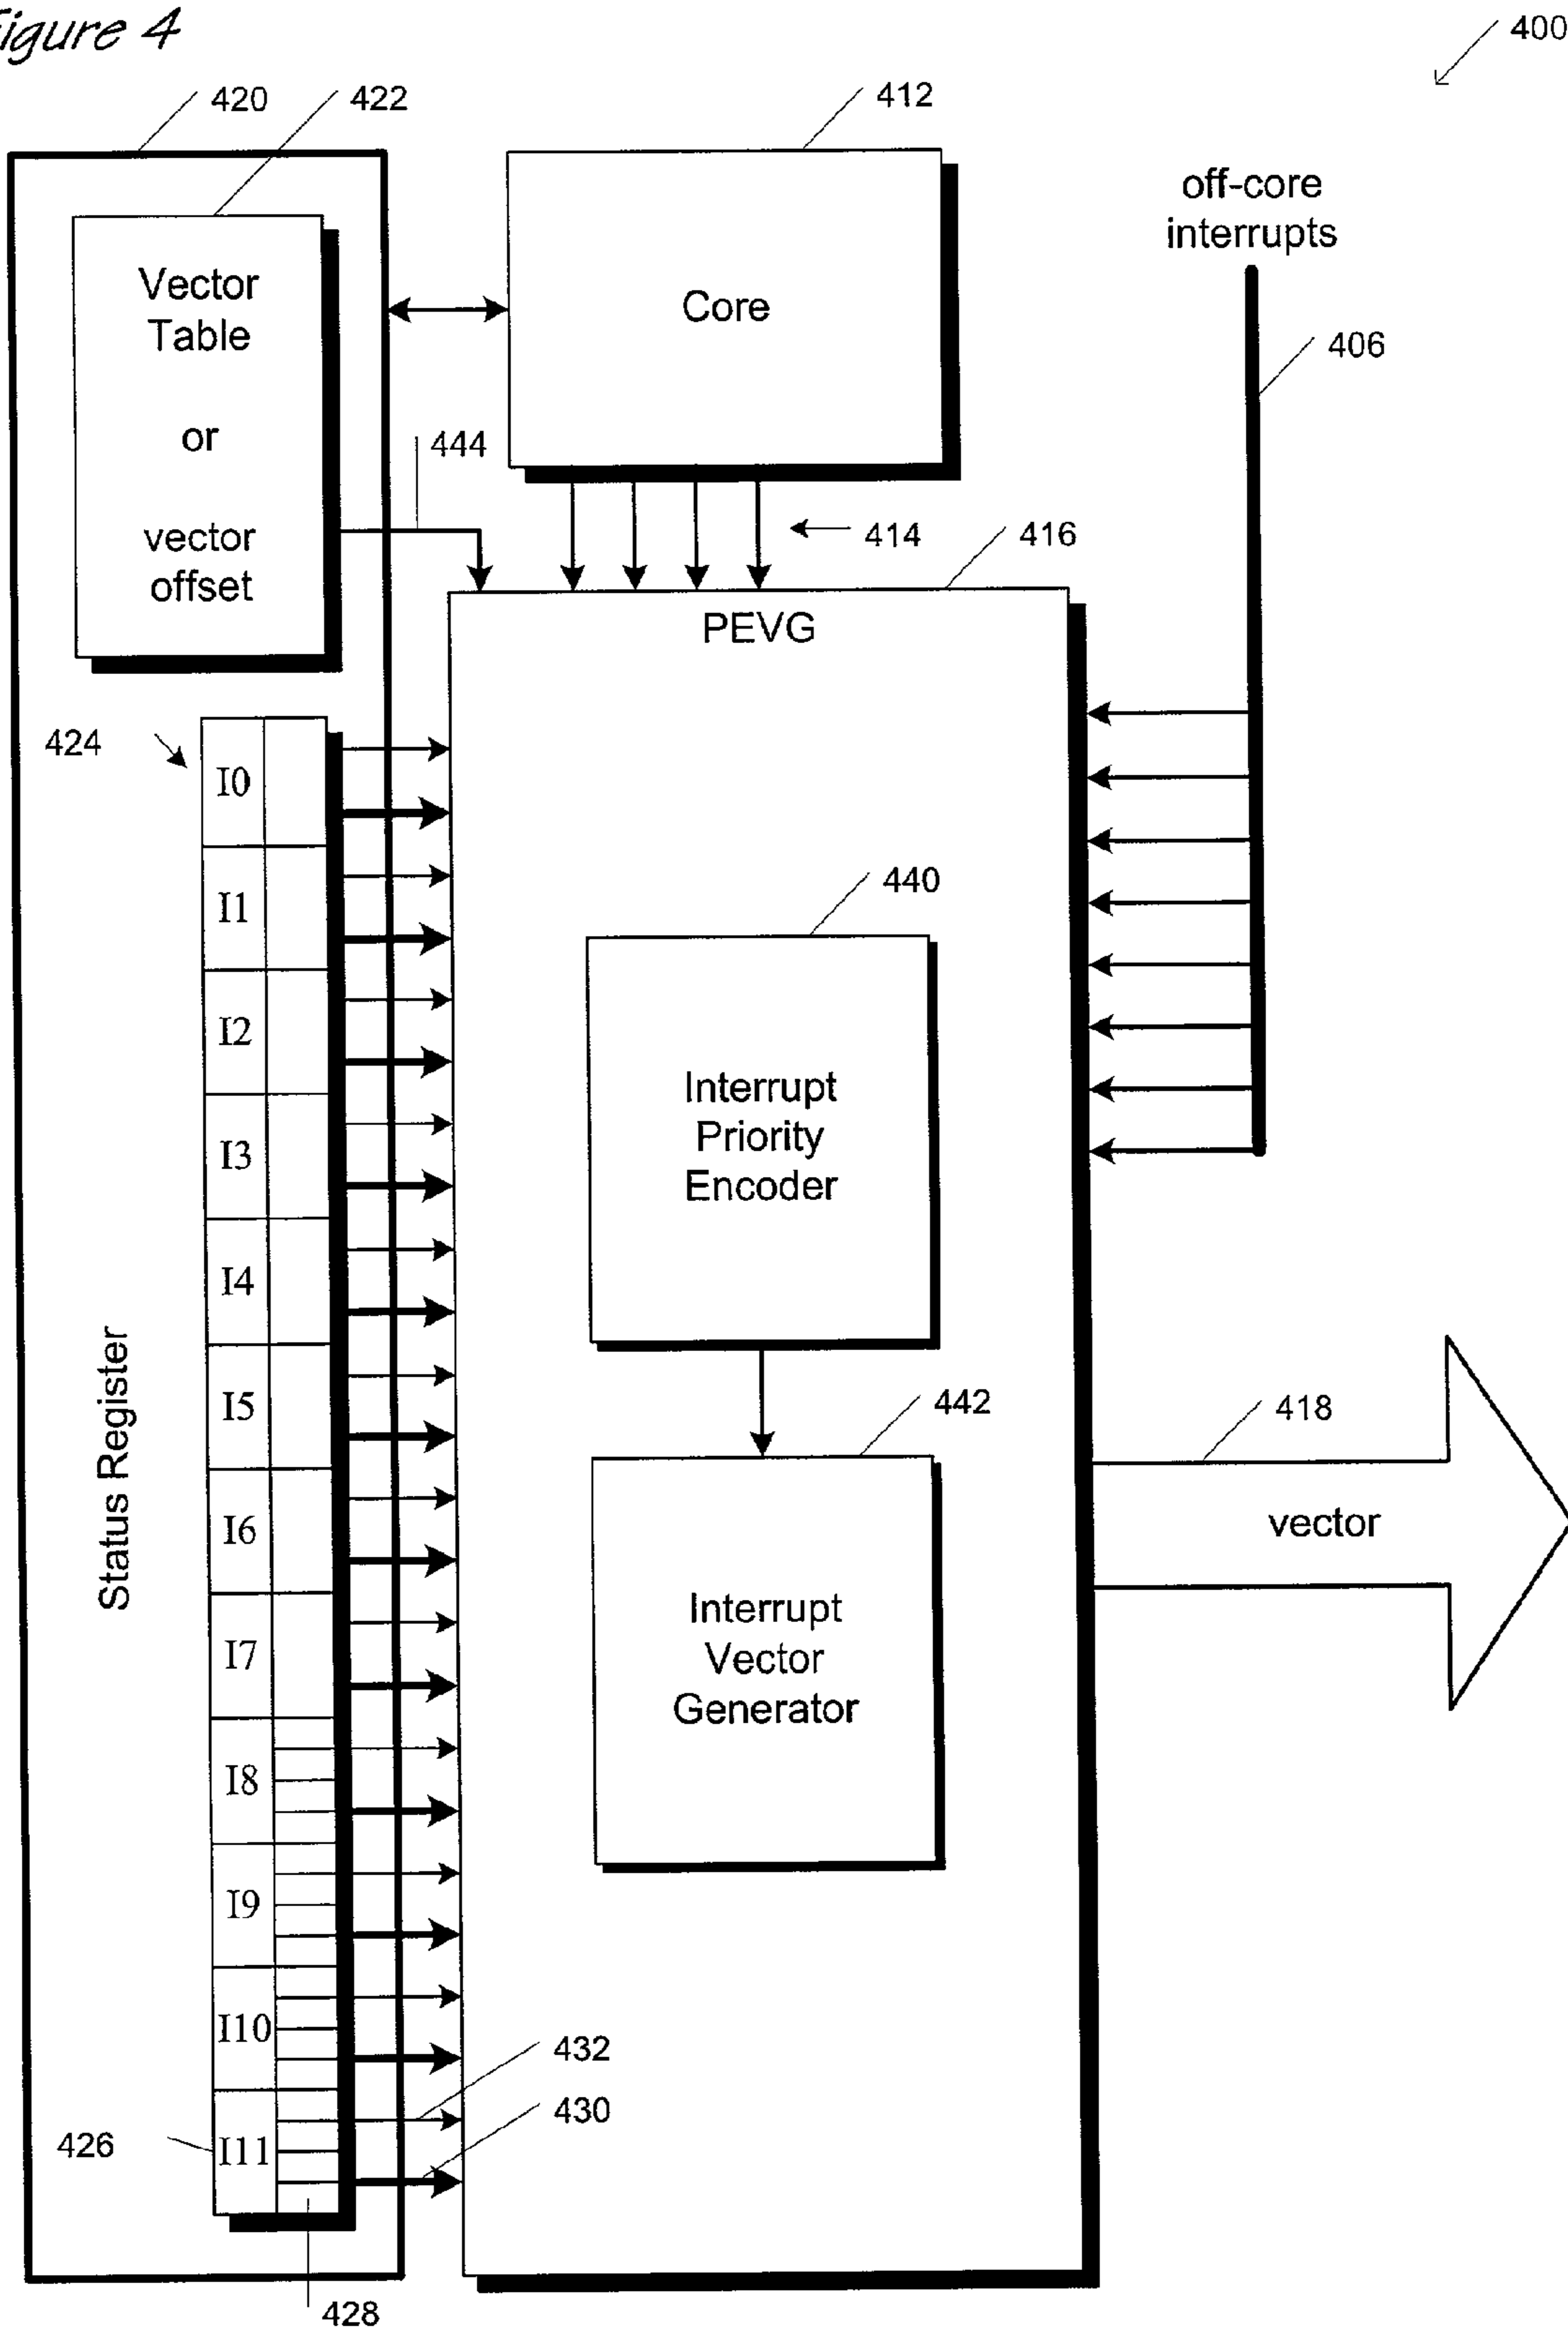 Figure 4
400
420
422
412
off-core
interrupts
Vector
Table
or
vector
offset
Core
406
444
414
416
PEVG
424
I0
I1
I2
I3
I4
I5
I6
I7
I8
I9
I10
I11
Status Register
440
Interrupt
Priority
Encoder
442
Interrupt
Vector
Generator
418
vector
432
430
426
428